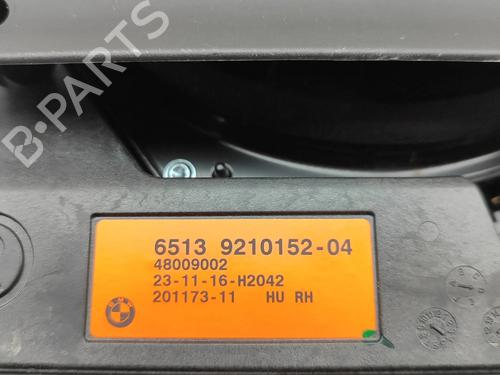 B-PARTS
6513 9210152-04
48009002
23-11-16-H2042
201173-11 HU RH